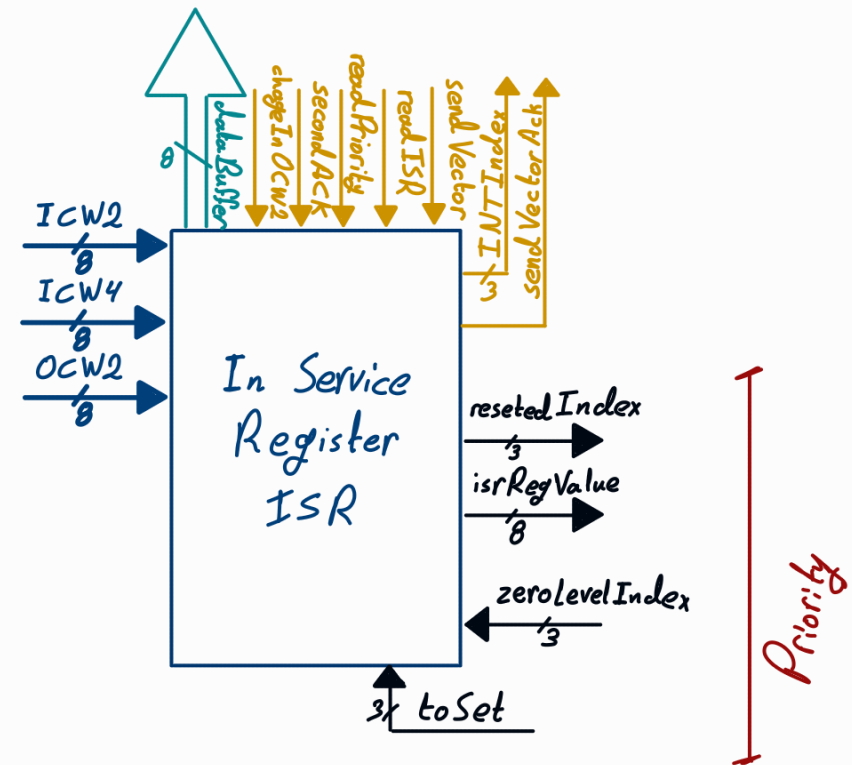 8
dataBuffer
changeInOCW2
secondACK
readPriority
readISR
sendVector
INTIndex
3
sendVectorAck
ICW2
8
ICW4
8
OCW2
8
In Service
Register
ISR
resetedIndex
3
isrRegValue
8
zeroLevelIndex
3
3
toSet
Priority